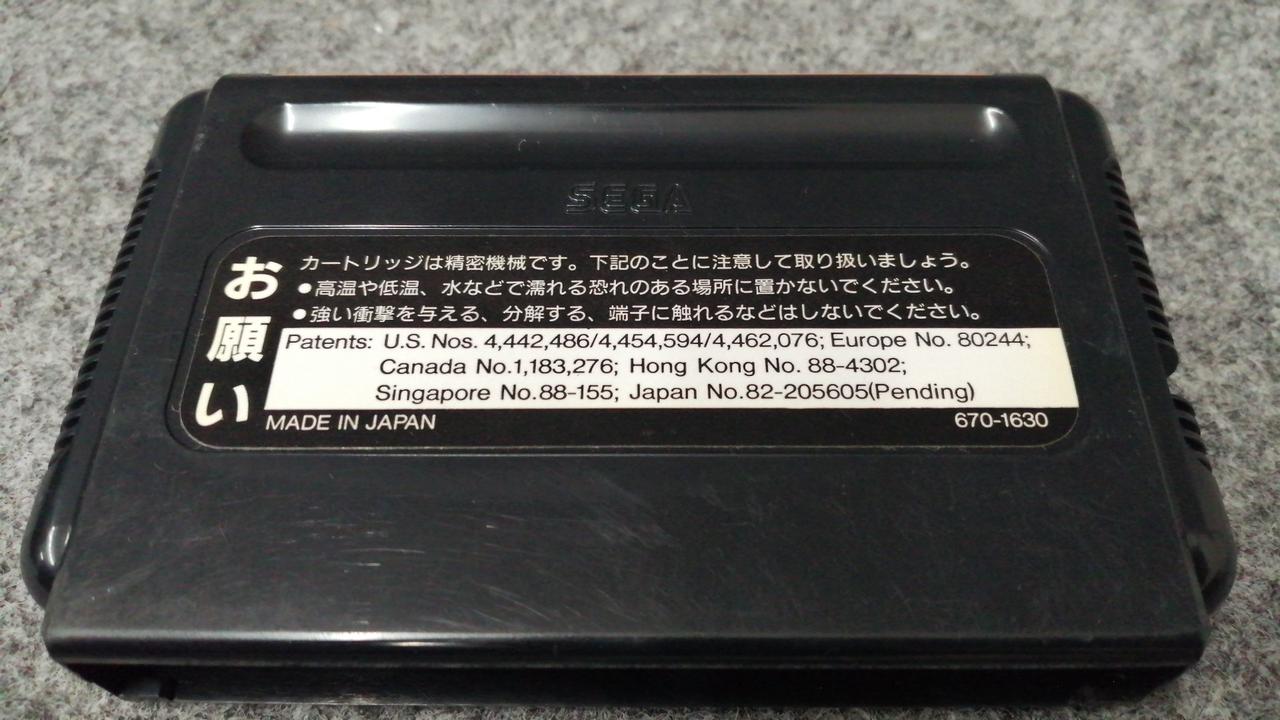 SEGA
お願い
カートリッジは精密機械です。下記のことに注意して取り扱いましょう。
●高温や低温、水などで濡れる恐れのある場所に置かないでください。
●強い衝撃を与える、分解する、端子に触れるなどはしないでください。
Patents: U.S. Nos. 4,442,486/4,454,594/4,462,076; Europe No. 80244;
Canada No.1,183,276; Hong Kong No. 88-4302;
Singapore No.88-155; Japan No.82-205605(Pending)
MADE IN JAPAN
670-1630